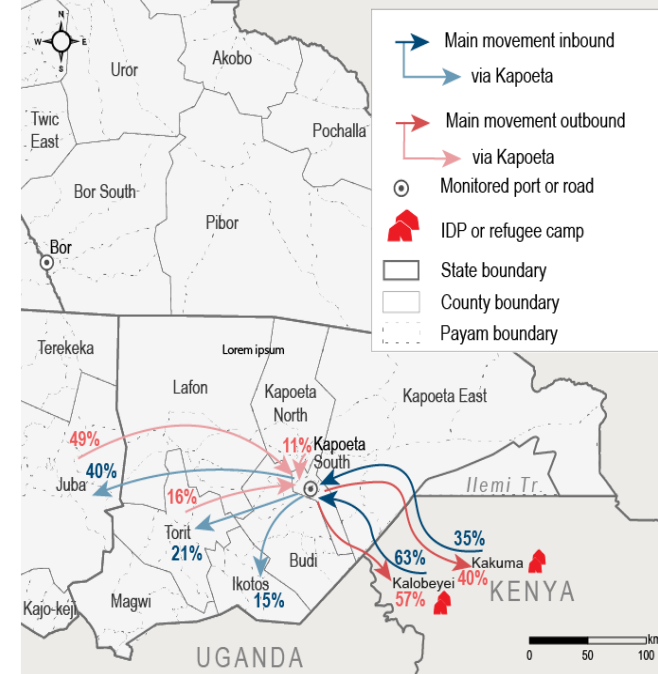 N
W E
S
Uror
Akobo
Twic
East
Pochalla
Bor South
Pibor
Bor
Main movement inbound
via Kapoeta
Main movement outbound
via Kapoeta
Monitored port or road
IDP or refugee camp
State boundary
County boundary
Payam boundary
Terekeka
Lorem ipsum
Lafon
Kapoeta
North
Kapoeta East
49%
11%
Kapoeta
South
40%
Juba
16%
Ilemi Tr.
Torit
21%
Budi
63%
35%
Kakuma
40%
Ikotos
15%
Kalobeyei
57%
KENYA
Magwi
Kajo-keji
UGANDA
km
0 50 100